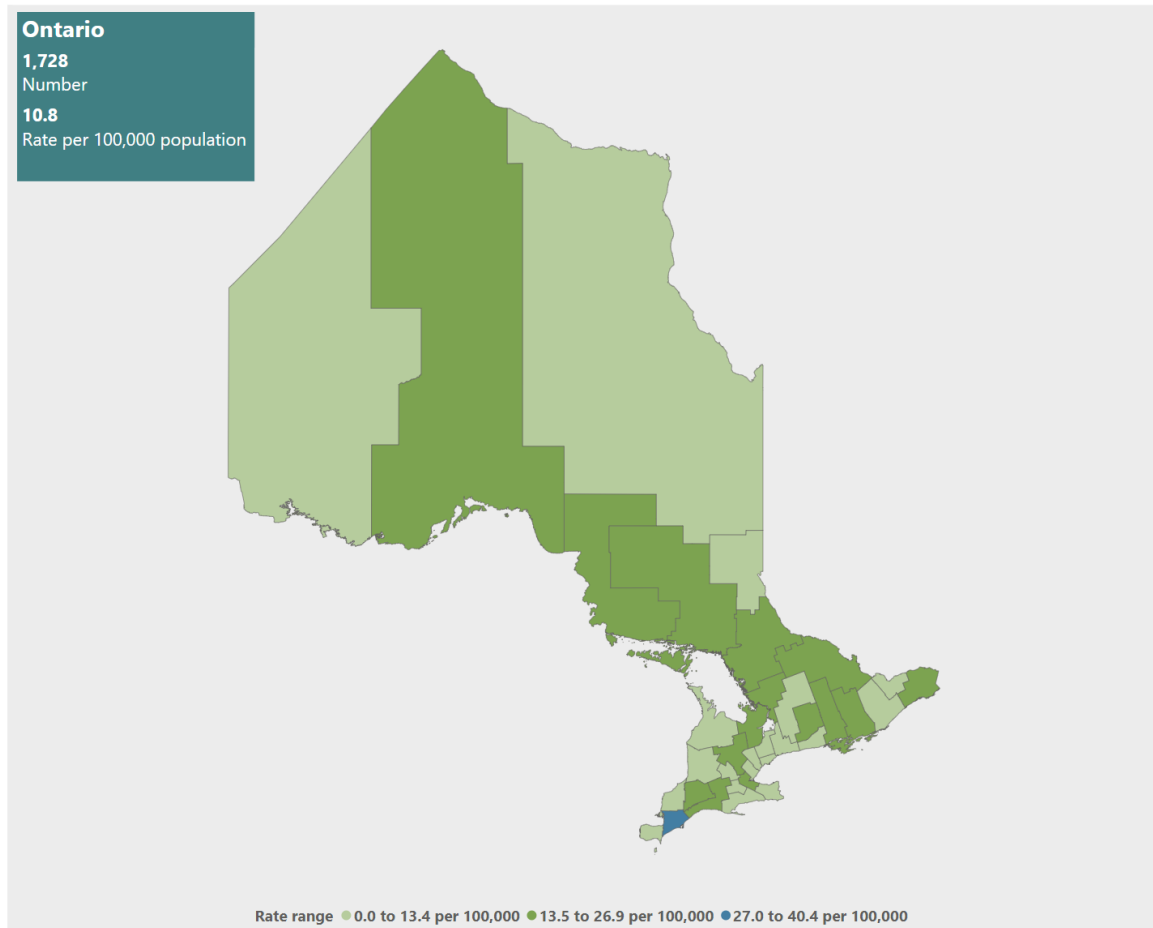 Ontario
1,728
Number
10.8
Rate per 100,000 population
Rate range 0.0 to 13.4 per 100,000 13.5 to 26.9 per 100,000 27.0 to 40.4 per 100,000